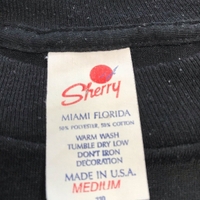 Sherry
MIAMI FLORIDA
50% POLYESTER, 50% COTTON
WARM WASH
TUMBLE DRY LOW
DON'T IRON
DECORATION
MADE IN U.S.A.
MEDIUM